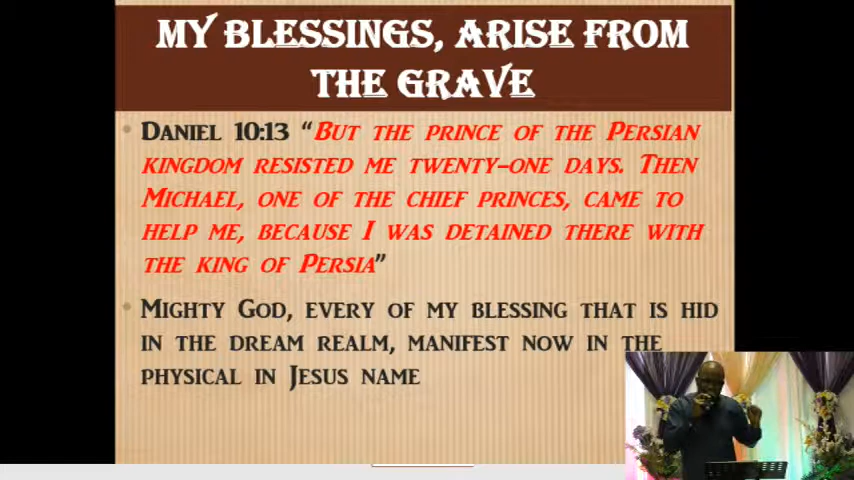 MY BLESSINGS, ARISE FROM
THE GRAVE
• DANIEL 10:13 “BUT THE PRINCE OF THE PERSIAN
KINGDOM RESISTED ME TWENTY-ONE DAYS. THEN
MICHAEL, ONE OF THE CHIEF PRINCES, CAME TO
HELP ME, BECAUSE I WAS DETAINED THERE WITH
THE KING OF PERSIA”
• MIGHTY GOD, EVERY OF MY BLESSING THAT IS HID
IN THE DREAM REALM, MANIFEST NOW IN THE
PHYSICAL IN JESUS NAME